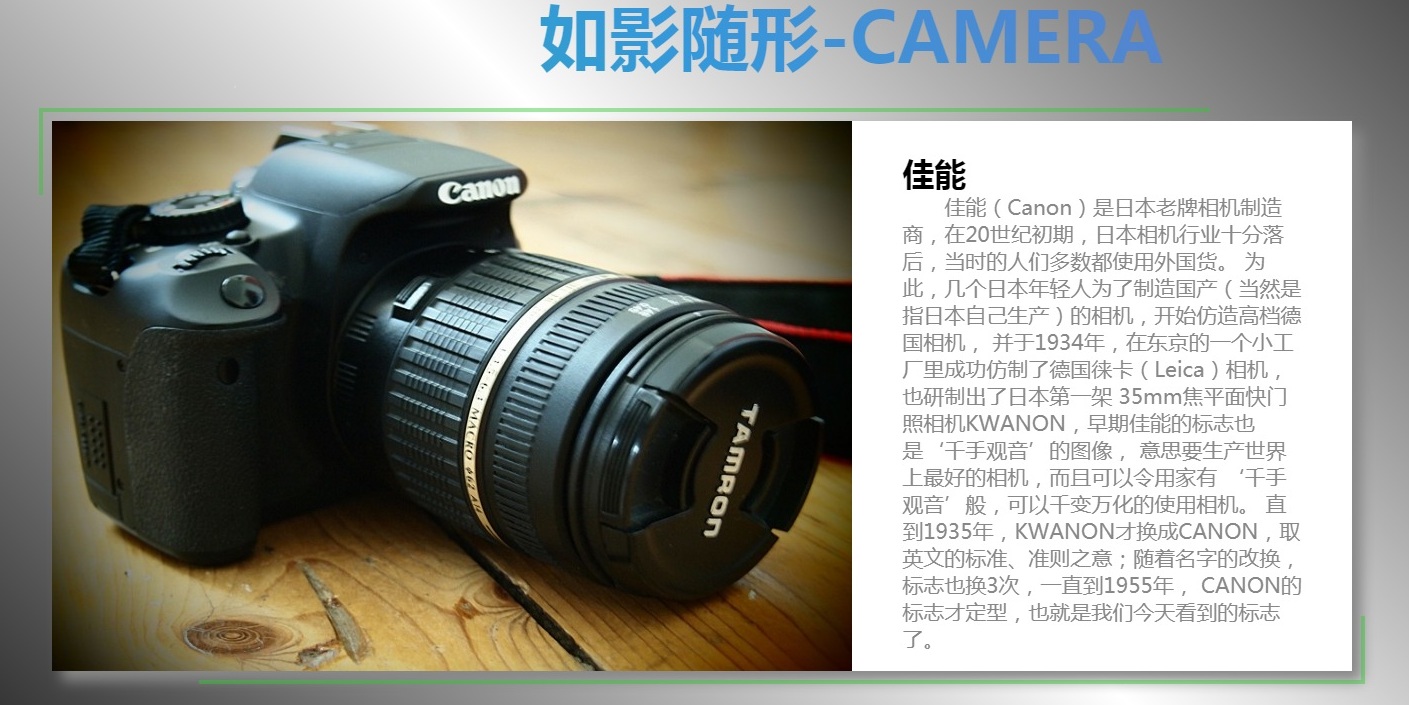 如影随形-CAMERA
Canon
MACRO
TAMRON
佳能
佳能（Canon）是日本老牌相机制造
商，在20世纪初期，日本相机行业十分落
后，当时的人们多数都使用外国货。 为
此，几个日本年轻人为了制造国产（当然是
指日本自己生产）的相机，开始仿造高档德
国相机， 并于1934年，在东京的一个小工
厂里成功仿制了德国徕卡（Leica）相机，
也研制出了日本第一架 35mm焦平面快门
照相机KWANON，早期佳能的标志也
是‘千手观音’的图像， 意思要生产世界
上最好的相机，而且可以令用家有 ‘千手
观音’般，可以千变万化的使用相机。 直
到1935年，KWANON才换成CANON，取
英文的标准、准则之意；随着名字的改换，
标志也换3次，一直到1955年， CANON的
标志才定型，也就是我们今天看到的标志
了。